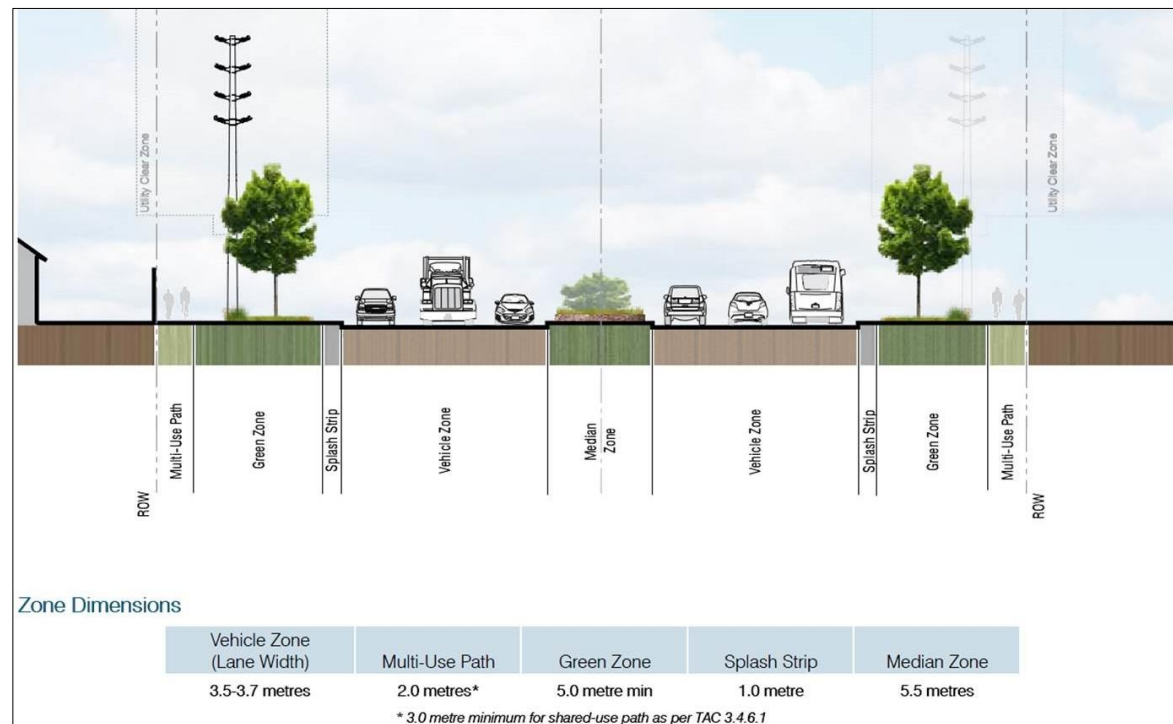 Utility Clear Zone
Utility Clear Zone
ROW
Multi-Use Path
Green Zone
Splash Strip
Vehicle Zone
Median
Zone
Vehicle Zone
Splash Strip
Green Zone
Multi-Use Path
ROW
Zone Dimensions
Vehicle Zone
(Lane Width) Multi-Use Path Green Zone Splash Strip Median Zone
3.5-3.7 metres 2.0 metres* 5.0 metre min 1.0 metre 5.5 metres
* 3.0 metre minimum for shared-use path as per TAC 3.4.6.1